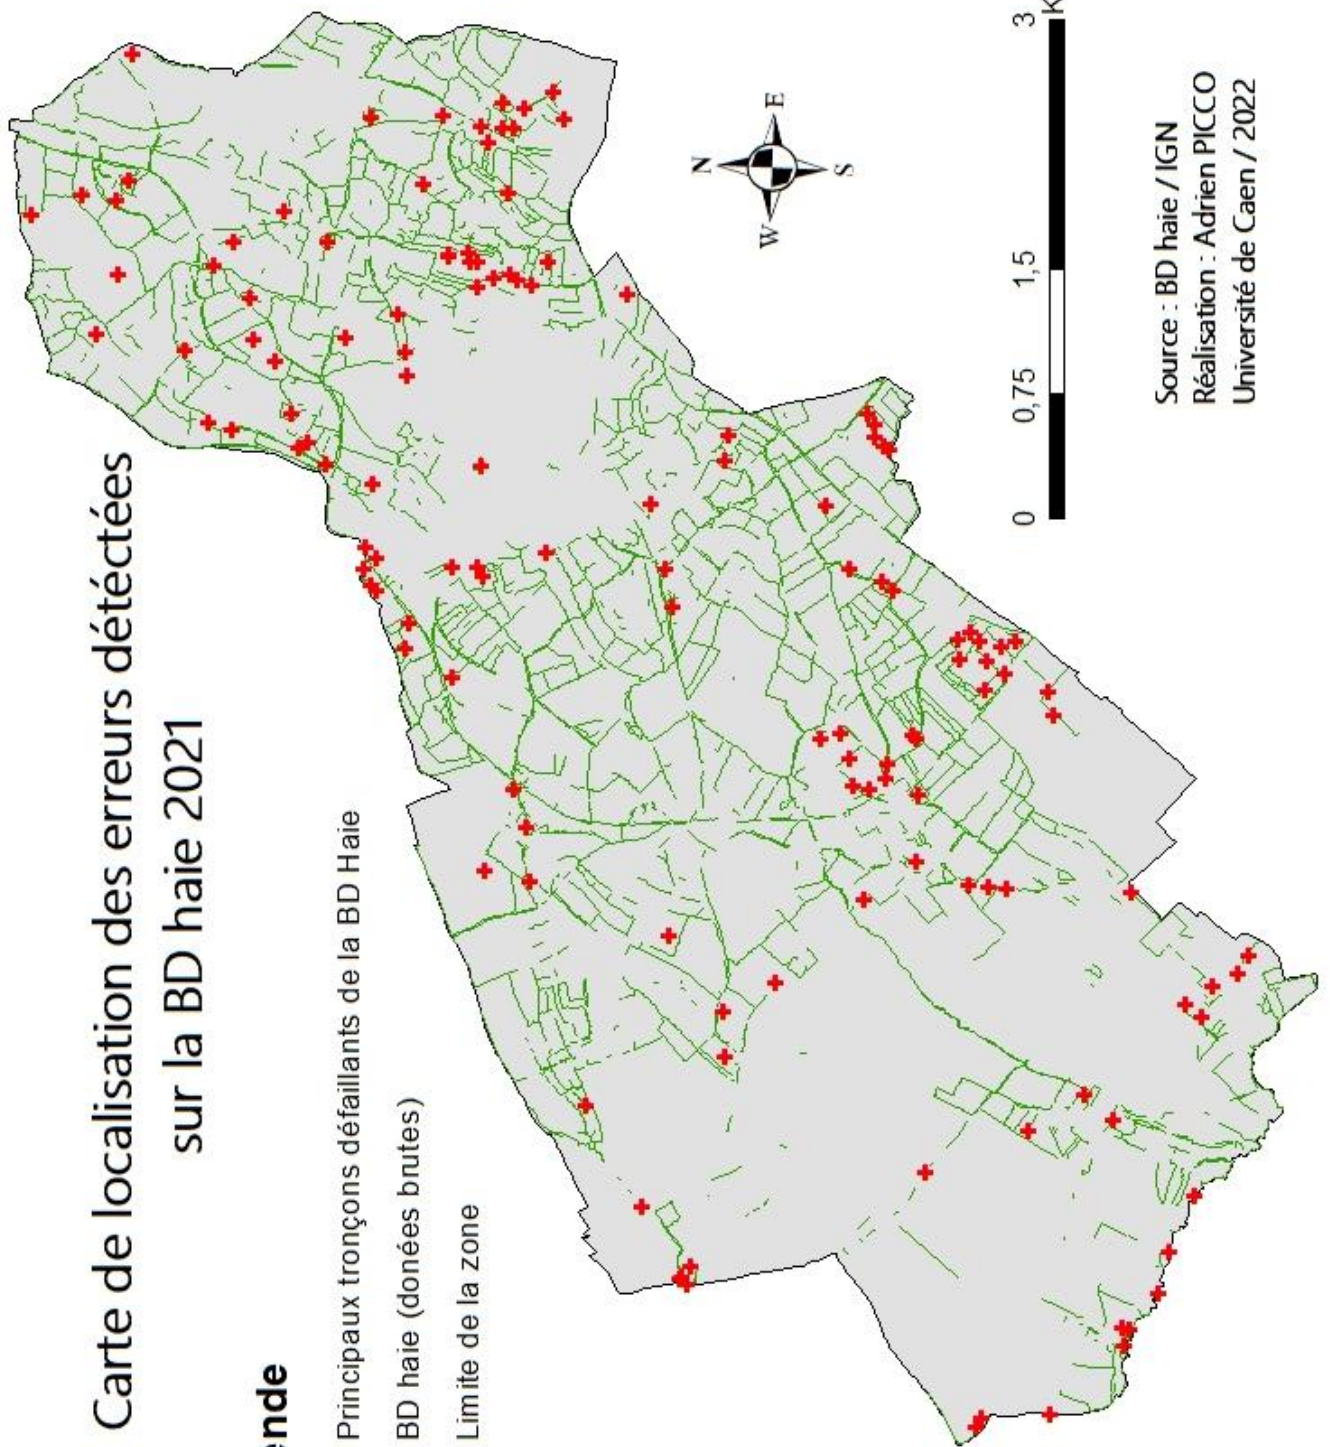 Carte de localisation des erreurs détéctées
sur la BD haie 2021
ende
Principaux tronçons défaillants de la BD Haie
BD haie (donées brutes)
Limite de la zone
N
W
E
S
0 0,75 1,5 3
K
Source : BD haie / IGN
Réalisation : Adrien PICCO
Université de Caen / 2022